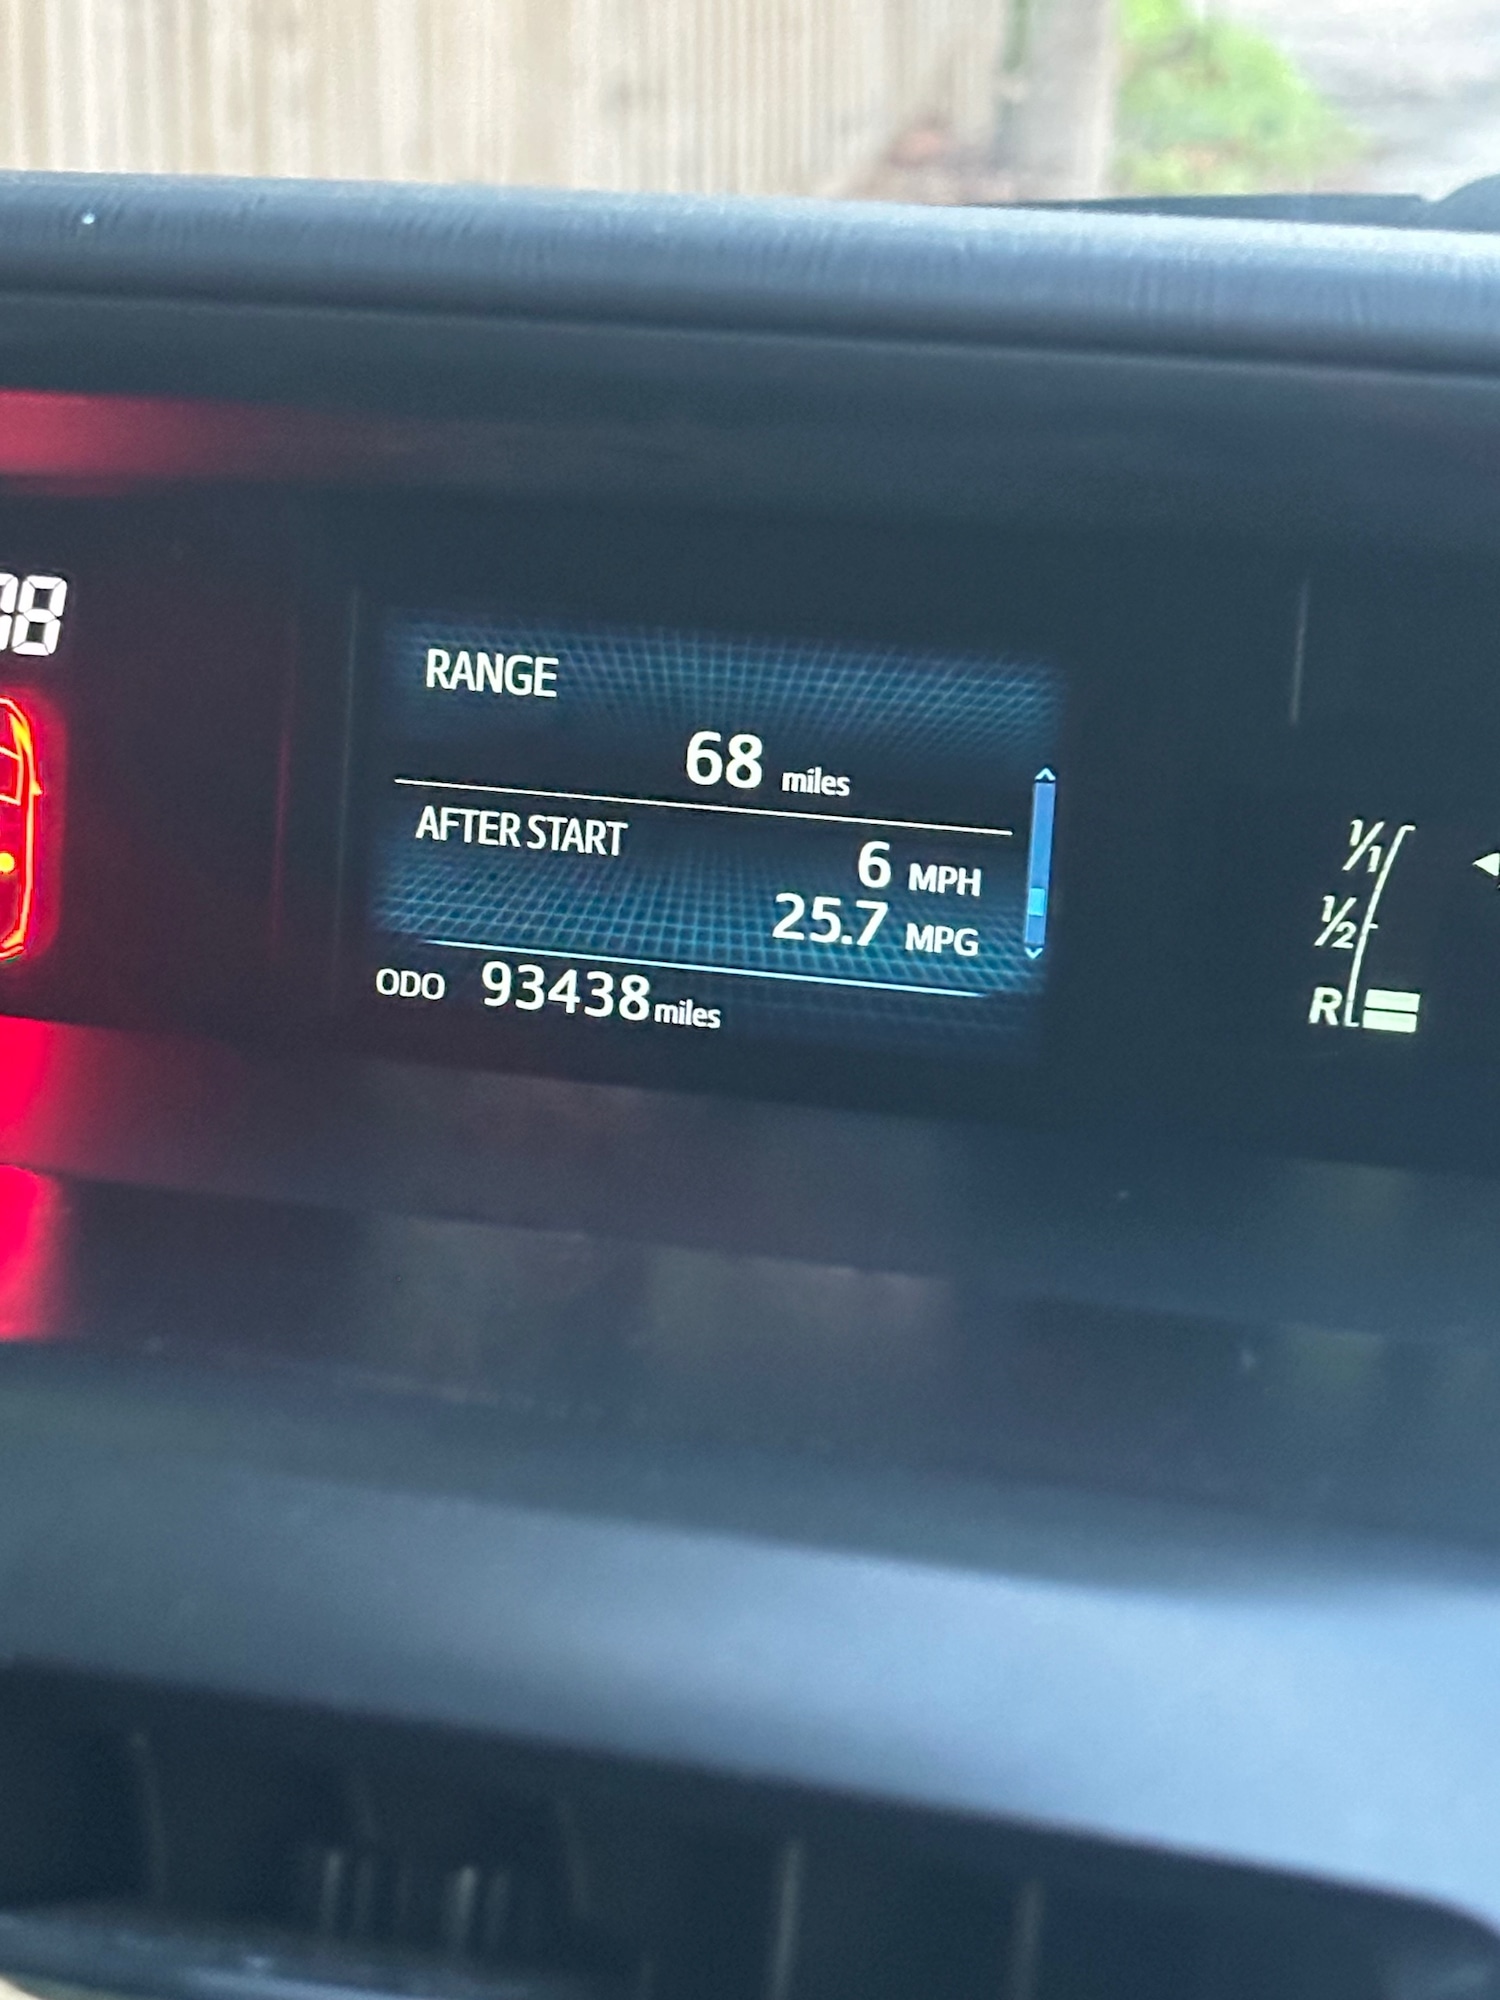 RANGE
68 miles
AFTER START
6 MPH
25.7 MPG
ODO 93438 miles
1/1
1/2
R